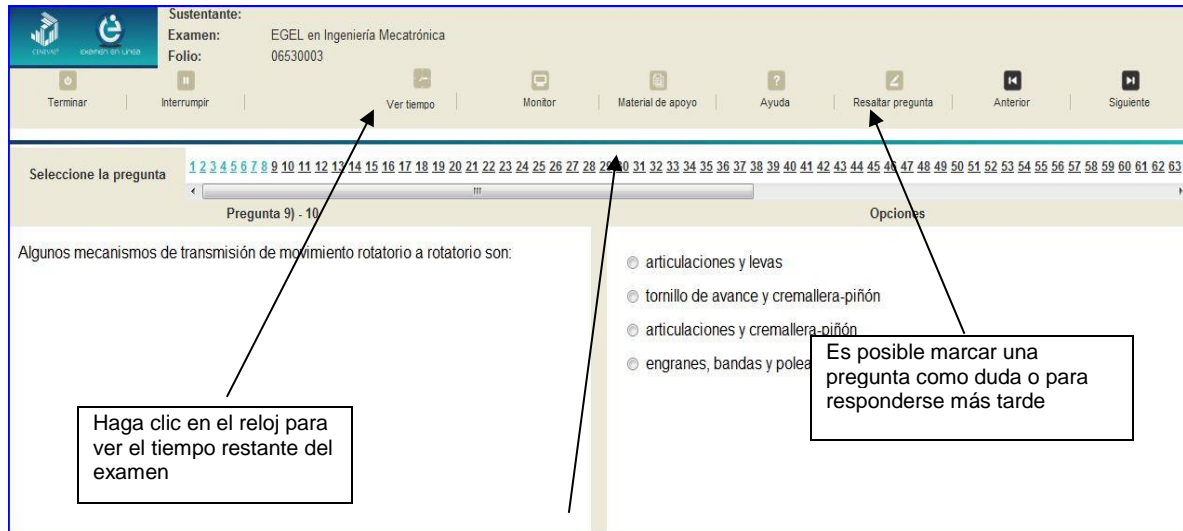 Sustentante:
Examen: EGEL en Ingeniería Mecatrónica
Folio: 06530003
CENEVAL examen en línea
Terminar Interrumpir Ver tiempo Monitor Material de apoyo Ayuda Resaltar pregunta Anterior Siguiente
Seleccione la pregunta 1 2 3 4 5 6 7 8 9 10 11 12 13 14 15 16 17 18 19 20 21 22 23 24 25 26 27 28 29 30 31 32 33 34 35 36 37 38 39 40 41 42 43 44 45 46 47 48 49 50 51 52 53 54 55 56 57 58 59 60 61 62 63
Pregunta 9) - 10 Opciones
Algunos mecanismos de transmisión de movimiento rotatorio a rotatorio son:
articulaciones y levas
tornillo de avance y cremallera-piñón
articulaciones y cremallera-piñón
engranes, bandas y polea
Es posible marcar una
pregunta como duda o para
responderse más tarde
Haga clic en el reloj para
ver el tiempo restante del
examen